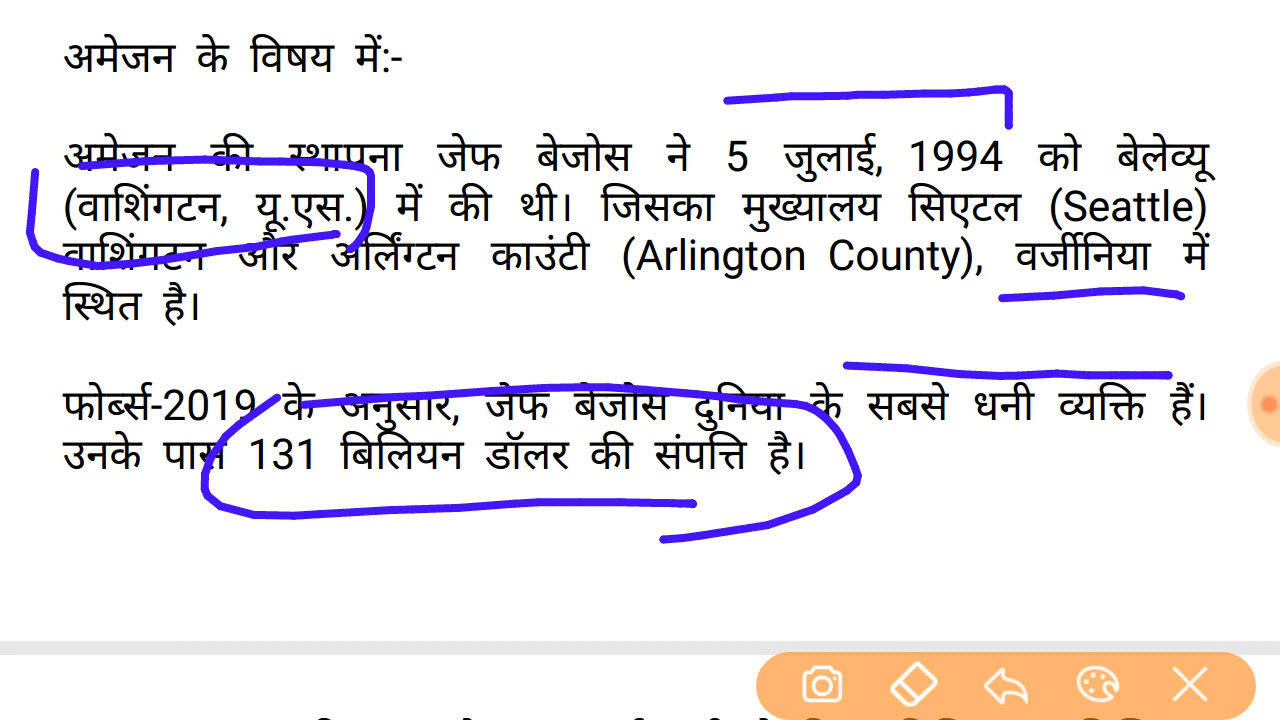 अमेजन के विषय में:-
अमेजन की स्थापना जेफ बेजोस ने 5 जुलाई, 1994 को बेलेव्यू
(वाशिंगटन, यू.एस.) में की थी। जिसका मुख्यालय सिएटल (Seattle)
वाशिंगटन और अर्लिंग्टन काउंटी (Arlington County), वर्जीनिया में
स्थित है।
फोर्ब्स-2019 के अनुसार, जेफ बेजोस दुनिया के सबसे धनी व्यक्ति हैं।
उनके पास 131 बिलियन डॉलर की संपत्ति है।